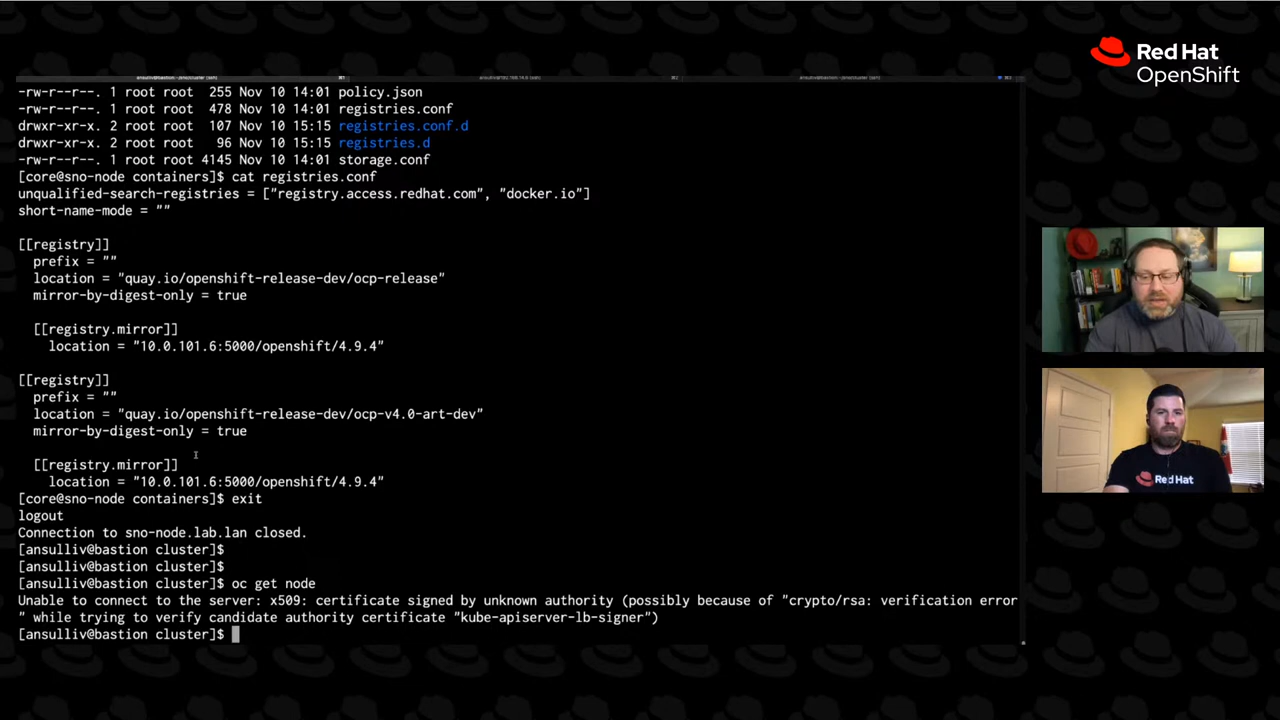 Red Hat
OpenShift
-rw-r--r--. 1 root root  255 Nov 10 14:01 policy.json
-rw-r--r--. 1 root root  478 Nov 10 14:01 registries.conf
drwxr-xr-x. 2 root root  107 Nov 10 15:15 registries.conf.d
drwxr-xr-x. 2 root root   96 Nov 10 15:15 registries.d
-rw-r--r--. 1 root root 4145 Nov 10 14:01 storage.conf
[core@sno-node containers]$ cat registries.conf
unqualified-search-registries = ["registry.access.redhat.com", "docker.io"]
short-name-mode = ""
[[registry]]
  prefix = ""
  location = "quay.io/openshift-release-dev/ocp-release"
  mirror-by-digest-only = true
  [[registry.mirror]]
    location = "10.0.101.6:5000/openshift/4.9.4"
[[registry]]
  prefix = ""
  location = "quay.io/openshift-release-dev/ocp-v4.0-art-dev"
  mirror-by-digest-only = true
  [[registry.mirror]]
    location = "10.0.101.6:5000/openshift/4.9.4"
[core@sno-node containers]$ exit
logout
Connection to sno-node.lab.lan closed.
[ansulliv@bastion cluster]$
[ansulliv@bastion cluster]$
[ansulliv@bastion cluster]$ oc get node
Unable to connect to the server: x509: certificate signed by unknown authority (possibly because of "crypto/rsa: verification error
" while trying to verify candidate authority certificate "kube-apiserver-lb-signer")
[ansulliv@bastion cluster]$
Red Hat